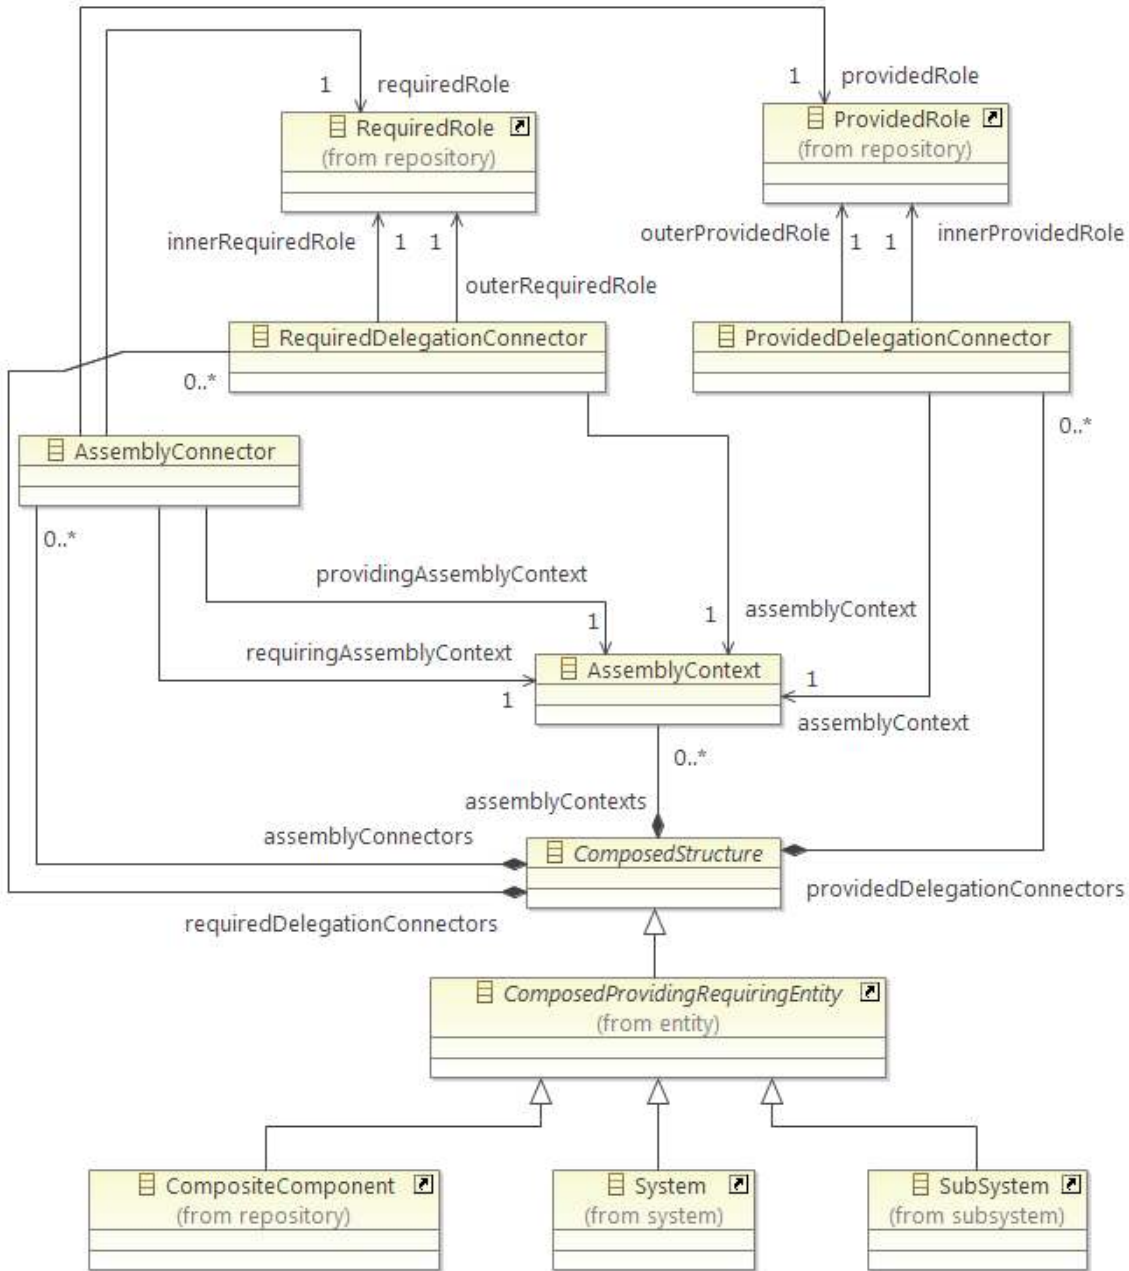 1 requiredRole
1 providedRole
RequiredRole
(from repository)
ProvidedRole
(from repository)
innerRequiredRole 1 1
outerRequiredRole
outerProvidedRole 1 1 innerProvidedRole
RequiredDelegationConnector
ProvidedDelegationConnector
0..*
0..*
AssemblyConnector
0..*
providingAssemblyContext
1
1
assemblyContext
requiringAssemblyContext
1
AssemblyContext
1
assemblyContext
0..*
assemblyContexts
assemblyConnectors
ComposedStructure
providedDelegationConnectors
requiredDelegationConnectors
ComposedProvidingRequiringEntity
(from entity)
CompositeComponent
(from repository)
System
(from system)
SubSystem
(from subsystem)